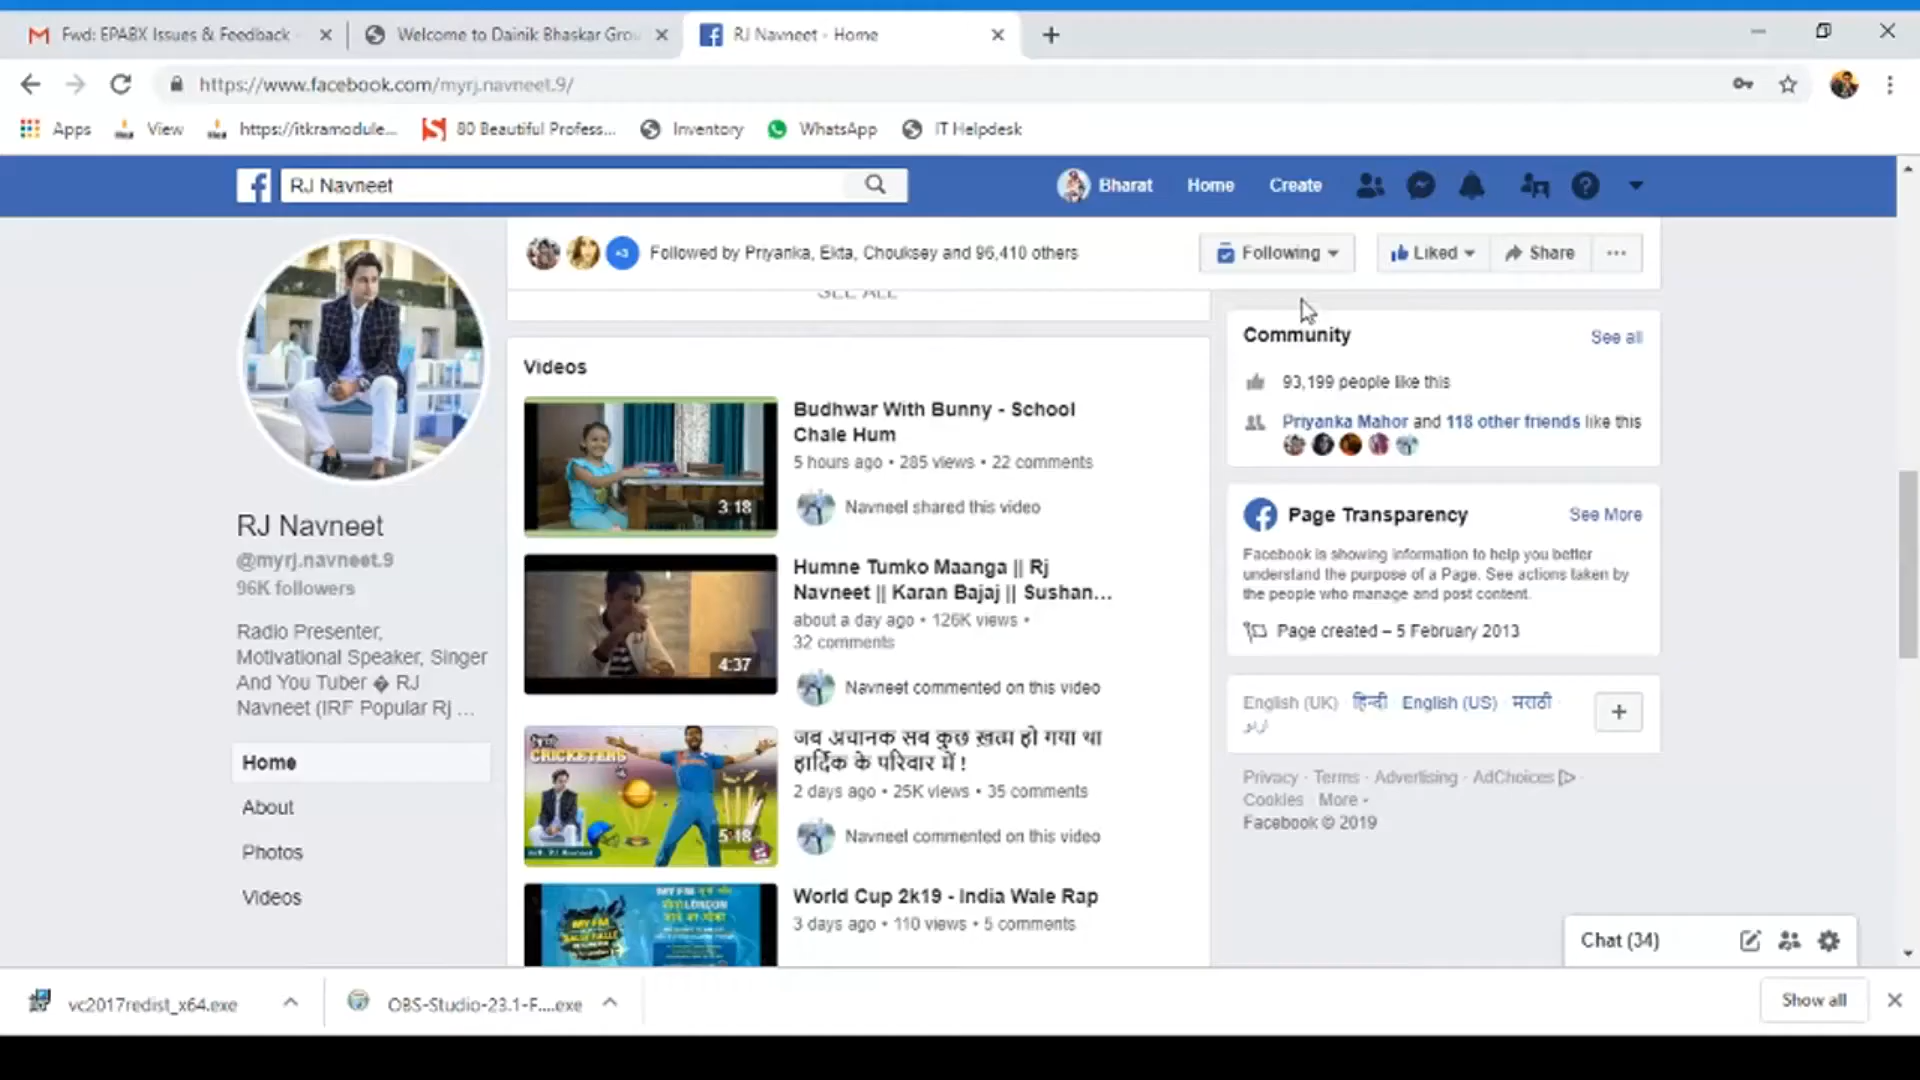 Fwd: EPABX Issues & Feedback
Welcome to Dainik Bhaskar Grou
RJ Navneet - Home
https://www.facebook.com/myrj.navneet.9/
Apps
View
https://itkramodule...
80 Beautiful Profess...
Inventory
WhatsApp
IT Helpdesk
RJ Navneet
Bharat
Home
Create
+3
Followed by Priyanka, Ekta, Chouksey and 96,410 others
Following
Liked
Share
SEE ALL
Videos
Budhwar With Bunny - School
Chale Hum
5 hours ago • 285 views • 22 comments
Navneet shared this video
3:18
Humne Tumko Maanga || Rj
Navneet || Karan Bajaj || Sushan...
about a day ago • 126K views •
32 comments
Navneet commented on this video
4:37
जब अचानक सब कुछ ख़त्म हो गया था
हार्दिक के परिवार में !
2 days ago • 25K views • 35 comments
Navneet commented on this video
CRICKETERS
5:18
World Cup 2k19 - India Wale Rap
3 days ago • 110 views • 5 comments
RJ Navneet
@myrj.navneet.9
96K followers
Radio Presenter,
Motivational Speaker, Singer
And You Tuber � RJ
Navneet (IRF Popular Rj ...
Home
About
Photos
Videos
Community
See all
93,199 people like this
Priyanka Mahor and 118 other friends like this
Page Transparency
See More
Facebook is showing information to help you better
understand the purpose of a Page. See actions taken by
the people who manage and post content.
Page created – 5 February 2013
English (UK) · हिन्दी · English (US) · मराठी ·
اردو
Privacy · Terms · Advertising · AdChoices ·
Cookies · More
Facebook © 2019
Chat (34)
vc2017redist_x64.exe
OBS-Studio-23.1-F....exe
Show all